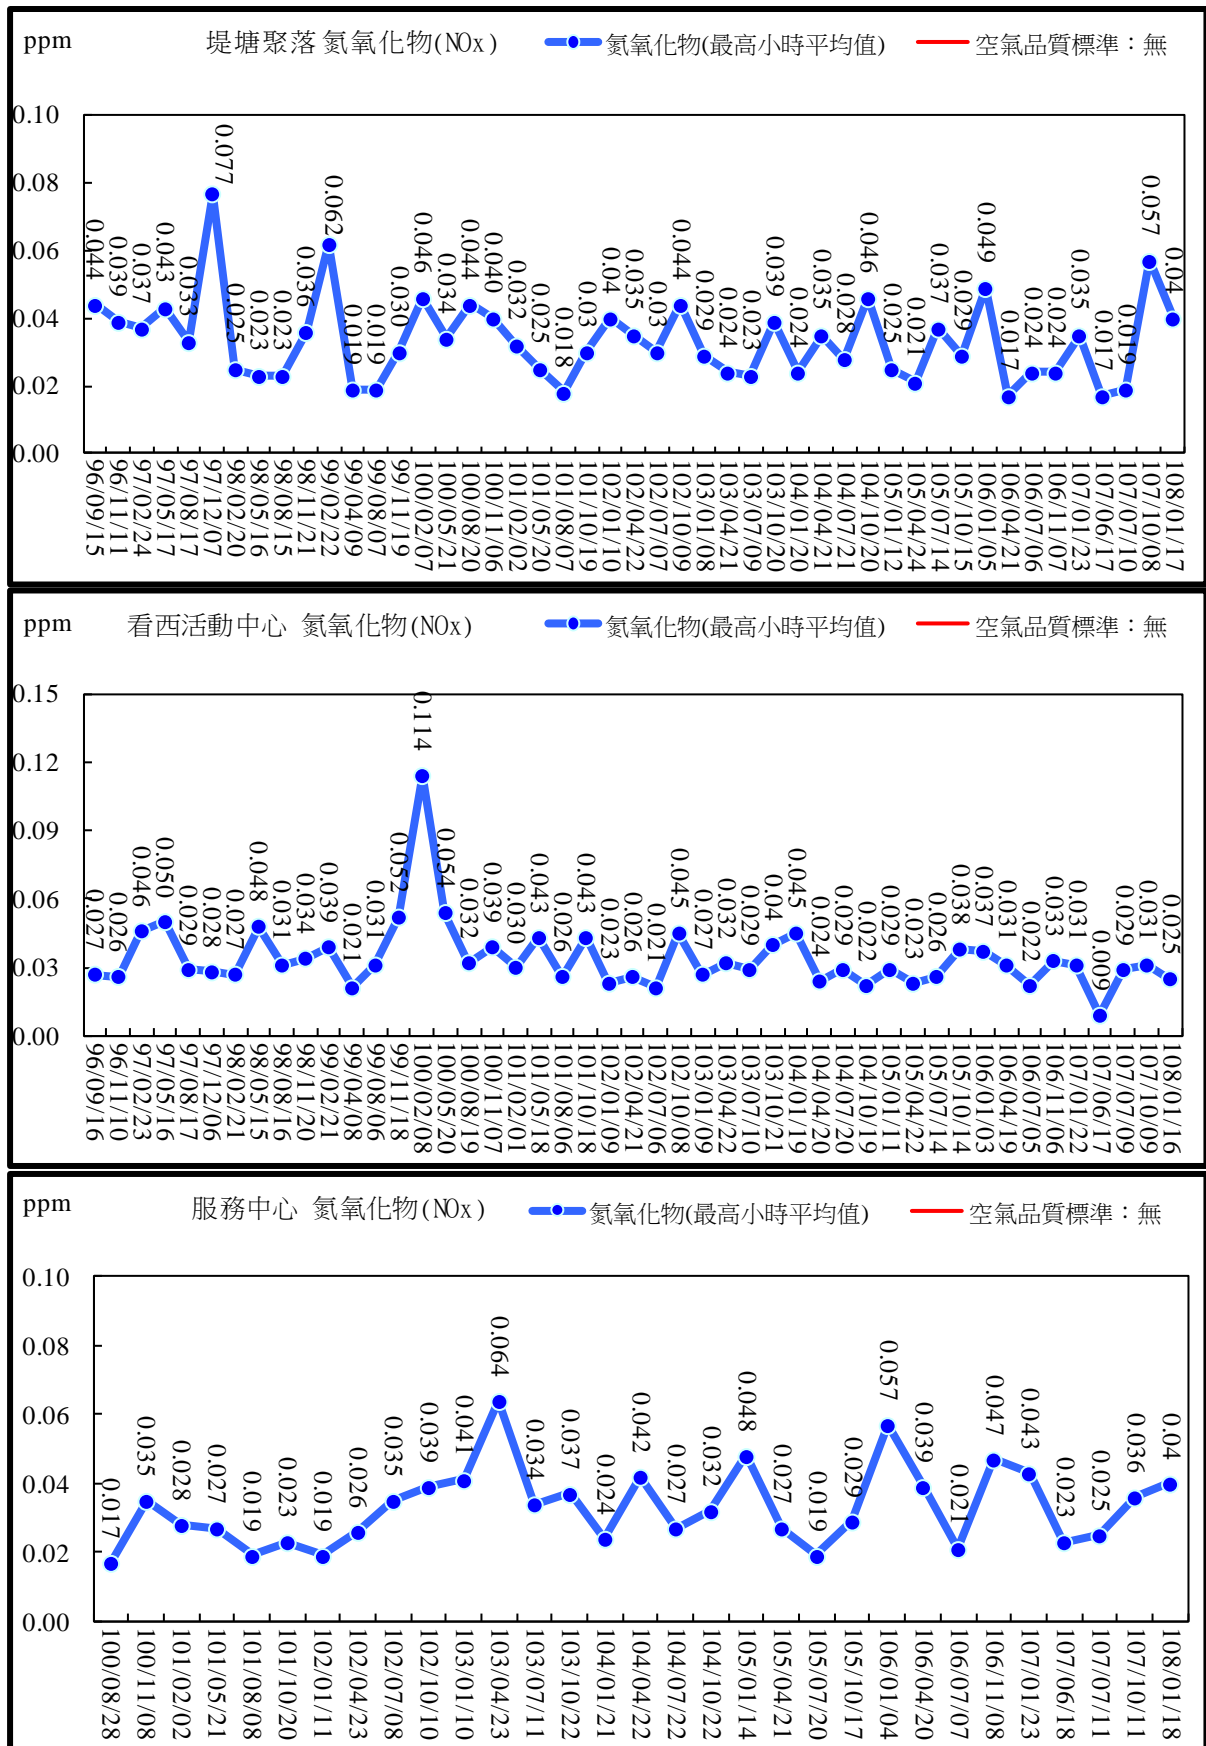 ppm 堤塘聚落 氮氧化物(NOx) 氮氧化物(最高小時平均值) 空氣品質標準：無
0.10
0.08
0.06
0.04
0.02
0.00
0.044 0.039 0.037 0.043 0.033 0.077 0.025 0.023 0.023 0.036 0.062 0.019 0.019 0.030 0.046 0.034 0.044 0.040 0.032 0.025 0.018 0.03 0.04 0.035 0.03 0.044 0.029 0.024 0.023 0.039 0.024 0.035 0.028 0.046 0.025 0.021 0.037 0.029 0.049 0.017 0.024 0.024 0.035 0.017 0.019 0.057 0.04
96/09/15 96/11/11 97/02/24 97/05/17 97/08/17 97/12/07 98/02/20 98/05/16 98/08/15 98/11/21 99/02/22 99/04/09 99/08/07 99/11/19 100/02/07 100/05/21 100/08/20 100/11/06 101/02/02 101/05/20 101/08/07 101/10/19 102/01/10 102/04/22 102/07/07 102/10/09 103/01/08 103/04/21 103/07/09 103/10/20 104/01/20 104/04/21 104/07/21 104/10/20 105/01/12 105/04/24 105/07/14 105/10/15 106/01/05 106/04/21 106/07/06 106/11/07 107/01/23 107/06/17 107/07/10 107/10/08 108/01/17
ppm 看西活動中心 氮氧化物(NOx) 氮氧化物(最高小時平均值) 空氣品質標準：無
0.15
0.12
0.09
0.06
0.03
0.00
0.027 0.026 0.046 0.050 0.029 0.028 0.027 0.048 0.031 0.034 0.039 0.021 0.031 0.052 0.114 0.054 0.032 0.039 0.030 0.043 0.026 0.043 0.023 0.026 0.021 0.045 0.027 0.032 0.029 0.04 0.045 0.024 0.029 0.022 0.029 0.023 0.026 0.038 0.037 0.031 0.022 0.033 0.031 0.009 0.029 0.031 0.025
96/09/16 96/11/10 97/02/23 97/05/16 97/08/17 97/12/06 98/02/21 98/05/15 98/08/16 98/11/20 99/02/21 99/04/08 99/08/06 99/11/18 100/02/08 100/05/20 100/08/19 100/11/07 101/02/01 101/05/18 101/08/06 101/10/18 102/01/09 102/04/21 102/07/06 102/10/08 103/01/09 103/04/22 103/07/10 103/10/21 104/01/19 104/04/20 104/07/20 104/10/19 105/01/11 105/04/22 105/07/14 105/10/14 106/01/03 106/04/19 106/07/05 106/11/06 107/01/22 107/06/17 107/07/09 107/10/09 108/01/16
ppm 服務中心 氮氧化物(NOx) 氮氧化物(最高小時平均值) 空氣品質標準：無
0.10
0.08
0.06
0.04
0.02
0.00
0.017 0.035 0.028 0.027 0.019 0.023 0.019 0.026 0.035 0.039 0.041 0.064 0.034 0.037 0.024 0.042 0.027 0.032 0.048 0.027 0.019 0.029 0.057 0.039 0.021 0.047 0.043 0.023 0.025 0.036 0.04
100/08/28 100/11/08 101/02/02 101/05/21 101/08/08 101/10/20 102/01/11 102/04/23 102/07/08 102/10/10 103/01/10 103/04/23 103/07/11 103/10/22 104/01/21 104/04/22 104/07/22 104/10/22 105/01/14 105/04/21 105/07/20 105/10/17 106/01/04 106/04/20 106/07/07 106/11/08 107/01/23 107/06/18 107/07/11 107/10/11 108/01/18